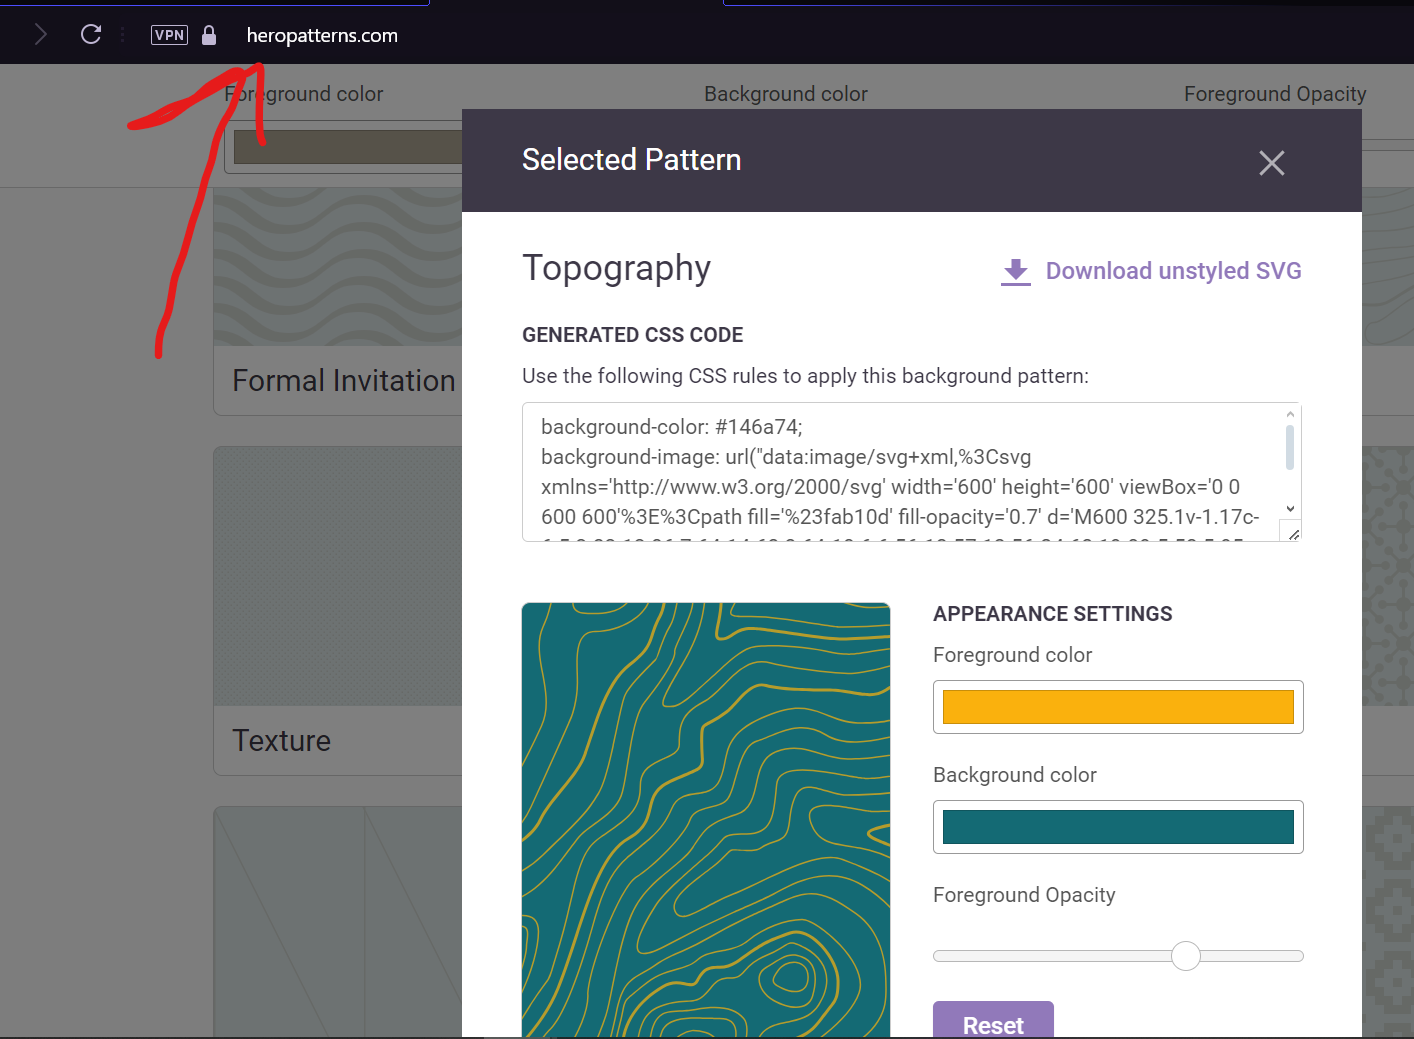 VPN heropatterns.com
Foreground color Background color Foreground Opacity
Selected Pattern
Topography Download unstyled SVG
GENERATED CSS CODE
Use the following CSS rules to apply this background pattern:
background-color: #146a74;
background-image: url("data:image/svg+xml,%3Csvg
xmlns='http://www.w3.org/2000/svg' width='600' height='600' viewBox='0 0
600 600'%3E%3Cpath fill='%23fab10d' fill-opacity='0.7' d='M600 325.1v-1.17c-
Formal Invitation
Texture
APPEARANCE SETTINGS
Foreground color
Background color
Foreground Opacity
Reset